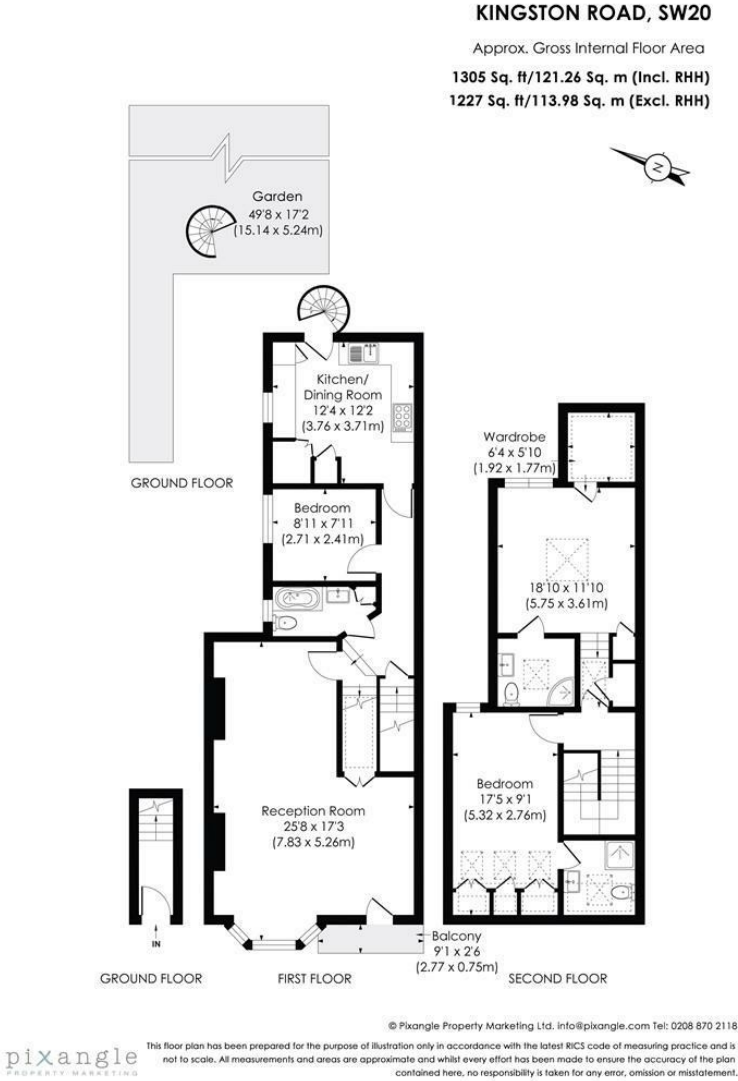 KINGSTON ROAD, SW20
Approx. Gross Internal Floor Area
1305 Sq. ft/121.26 Sq. m (Incl. RHH)
1227 Sq. ft/113.98 Sq. m (Excl. RHH)
N
Garden
49'8 x 17'2
(15.14 x 5.24m)
GROUND FLOOR
Kitchen/
Dining Room
12'4 x 12'2
(3.76 x 3.71m)
Bedroom
8'11 x 7'11
(2.71 x 2.41m)
Reception Room
25'8 x 17'3
(7.83 x 5.26m)
Balcony
9'1 x 2'6
(2.77 x 0.75m)
IN
GROUND FLOOR
FIRST FLOOR
Wardrobe
6'4 x 5'10
(1.92 x 1.77m)
18'10 x 11'10
(5.75 x 3.61m)
Bedroom
17'5 x 9'1
(5.32 x 2.76m)
SECOND FLOOR
© Pixangle Property Marketing Ltd. info@pixangle.com Tel: 0208 870 2118
pixangle
PROPERTY·MARKETING
This floor plan has been prepared for the purpose of illustration only in accordance with the latest RICS code of measuring practice and is
not to scale. All measurements and areas are approximate and whilst every effort has been made to ensure the accuracy of the plan
contained here, no responsibility is taken for any error, omission or misstatement.